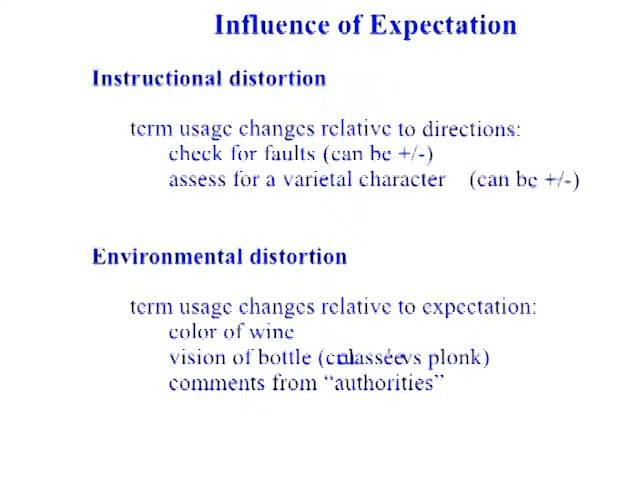 Influence of Expectation
Instructional distortion
term usage changes relative to directions:
check for faults (can be +/-)
assess for a varietal character (can be +/-)
Environmental distortion
term usage changes relative to expectation:
color of wine
vision of bottle vs plonk)
comments from “authorities”